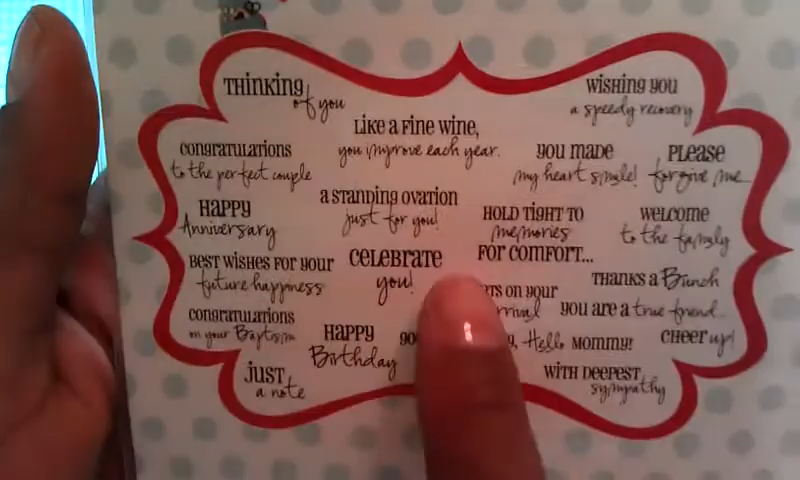 THINKING
of you
WISHING YOU
a speedy recovery
LIKE A FINE WINE,
you improve each year.
CONGRATULATIONS
to the perfect couple
YOU MADE
my heart smile!
PLEASE
forgive me...
A STANDING OVATION
just for you!
HAPPY
Anniversary
HOLD TIGHT TO
memories
FOR COMFORT...
WELCOME
to the family
BEST WISHES FOR YOUR
future happiness
CELEBRATE
you!
ON YOUR
THANKS A Bunch
YOU ARE A true friend...
CONGRATULATIONS
on your Baptism
HAPPY
Birthday
Hello MOMMY!
CHEER up!
JUST
a note
WITH DEEPEST
sympathy